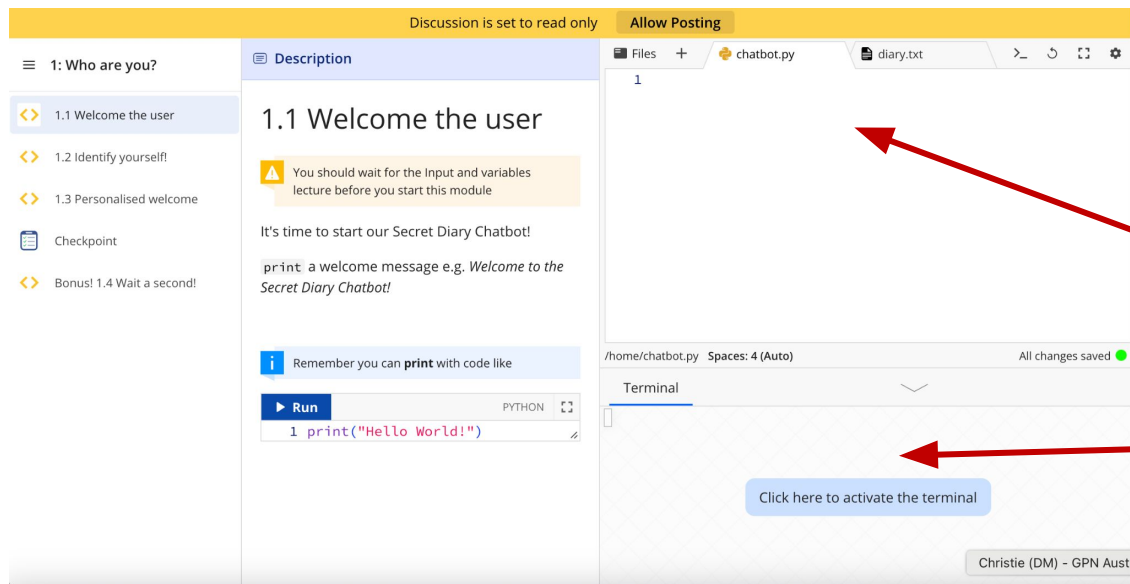 Discussion is set to read only Allow Posting
1: Who are you?
1.1 Welcome the user
1.2 Identify yourself!
1.3 Personalised welcome
Checkpoint
Bonus! 1.4 Wait a second!
Description
1.1 Welcome the user
You should wait for the Input and variables
lecture before you start this module
It's time to start our Secret Diary Chatbot!
print a welcome message e.g. Welcome to the
Secret Diary Chatbot!
Remember you can print with code like
Run PYTHON
1 print("Hello World!")
Files + chatbot.py diary.txt >_
1
/home/chatbot.py Spaces: 4 (Auto) All changes saved
Terminal
Click here to activate the terminal
Christie (DM) - GPN Aust